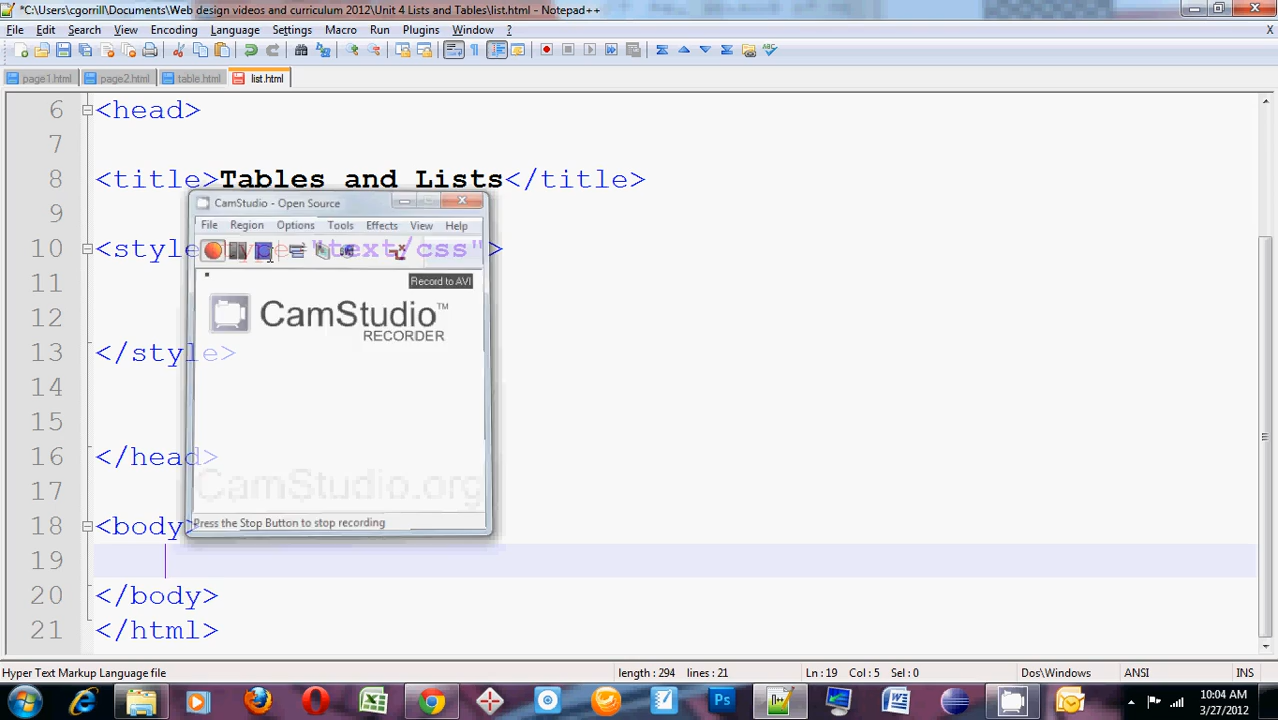 *C:\Users\cgorrill\Documents\Web design videos and curriculum 2012\Unit 4 Lists and Tables\list.html - Notepad++
File Edit Search View Encoding Language Settings Macro Run Plugins Window ? X
page1.html page2.html table.html list.html
6 <head>
7
8 <title>Tables and Lists</title>
9
10 <style type="text/css">
11
12
13 </style>
14
15
16 </head>
17
18 <body>
19
20 </body>
21 </html>
CamStudio - Open Source
File Region Options Tools Effects View Help
Record to AVI
CamStudio™
RECORDER
CamStudio.org
Press the Stop Button to stop recording
Hyper Text Markup Language file length : 294 lines : 21 Ln : 19 Col : 5 Sel : 0 Dos\Windows ANSI INS
10:04 AM
3/27/2012